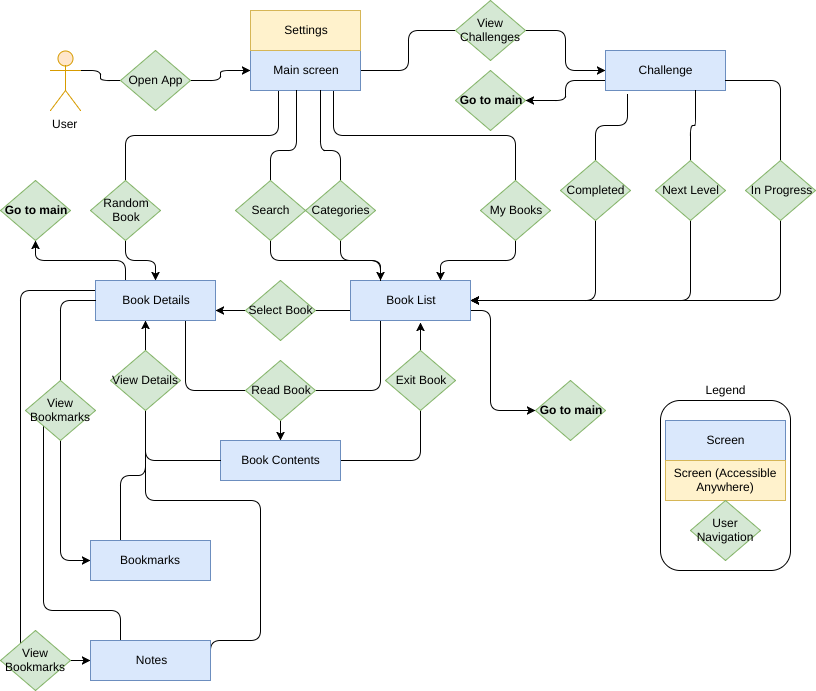 Settings
View
Challenges
Open App
Main screen
Challenge
Go to main
User
Go to main
Random
Book
Search
Categories
My Books
Completed
Next Level
In Progress
Book Details
Select Book
Book List
View Details
Read Book
Exit Book
View
Bookmarks
Go to main
Book Contents
Legend
Screen
Screen (Accessible
Anywhere)
User
Navigation
Bookmarks
View
Bookmarks
Notes